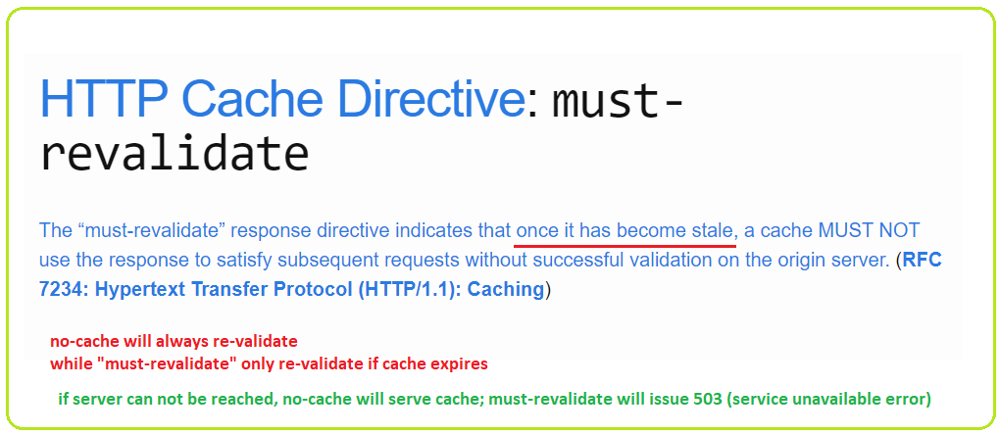 HTTP Cache Directive: must-
revalidate
The “must-revalidate” response directive indicates that once it has become stale, a cache MUST NOT
use the response to satisfy subsequent requests without successful validation on the origin server. (RFC
7234: Hypertext Transfer Protocol (HTTP/1.1): Caching)
no-cache will always re-validate
while "must-revalidate" only re-validate if cache expires
if server can not be reached, no-cache will serve cache; must-revalidate will issue 503 (service unavailable error)